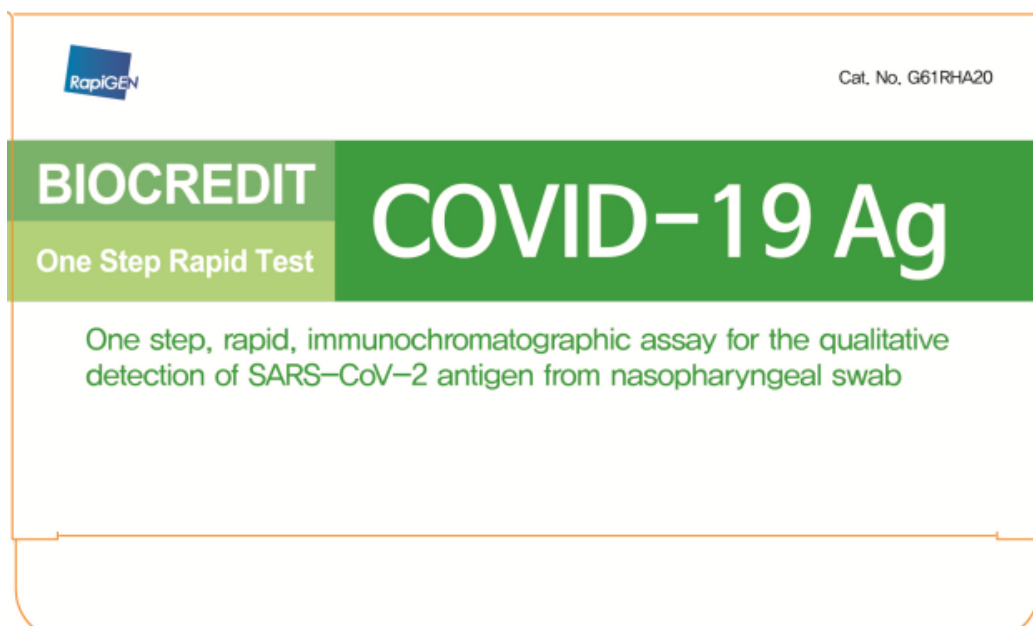 RapiGEN
Cat. No. G61RHA20
BIOCREDIT
One Step Rapid Test
COVID-19 Ag
One step, rapid, immunochromatographic assay for the qualitative
detection of SARS-CoV-2 antigen from nasopharyngeal swab